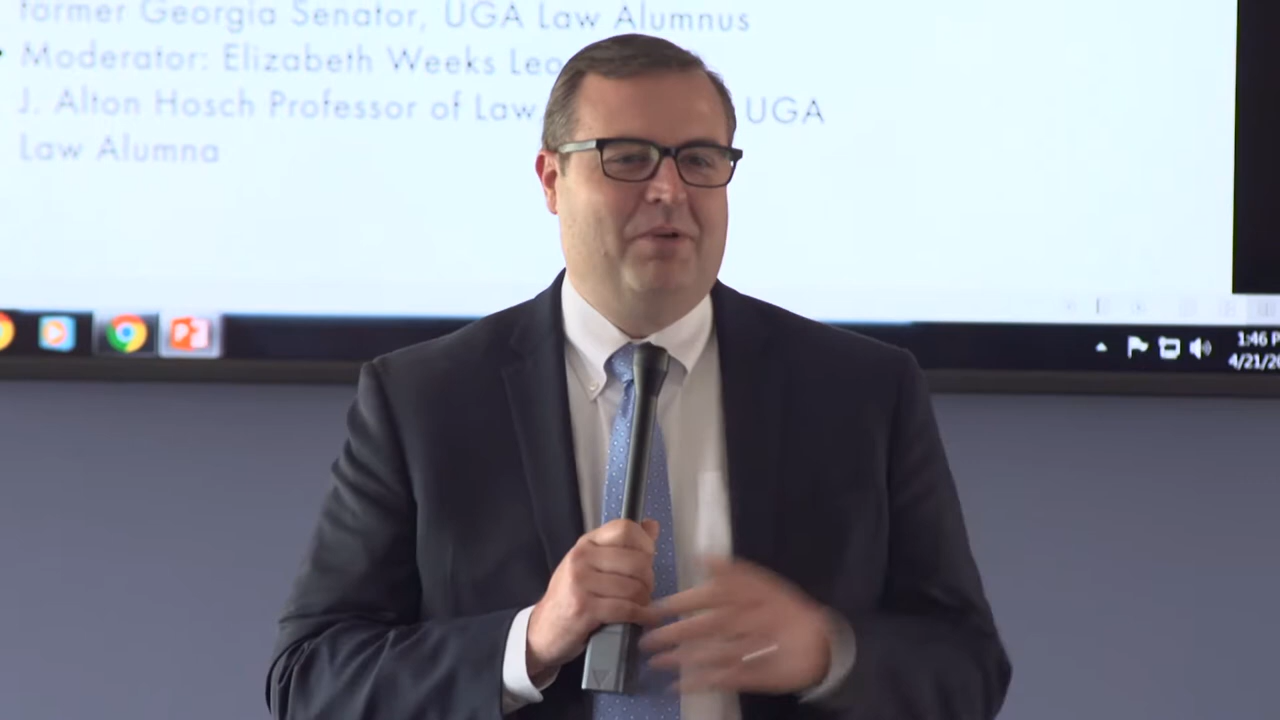 former Georgia Senator, UGA Law Alumnus
Moderator: Elizabeth Weeks
J. Alton Hosch Professor of Law UGA
Law Alumna
1:46 P
4/21/20